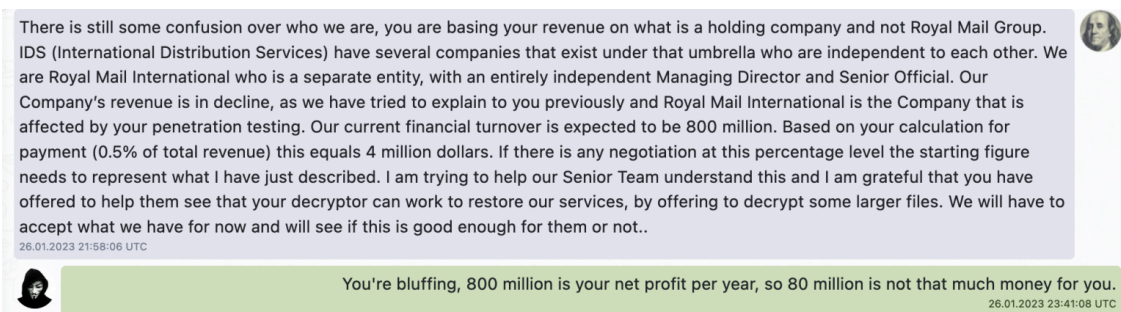 There is still some confusion over who we are, you are basing your revenue on what is a holding company and not Royal Mail Group.
IDS (International Distribution Services) have several companies that exist under that umbrella who are independent to each other. We
are Royal Mail International who is a separate entity, with an entirely independent Managing Director and Senior Official. Our
Company's revenue is in decline, as we have tried to explain to you previously and Royal Mail International is the Company that is
affected by your penetration testing. Our current financial turnover is expected to be 800 million. Based on your calculation for
payment (0.5% of total revenue) this equals 4 million dollars. If there is any negotiation at this percentage level the starting figure
needs to represent what I have just described. I am trying to help our Senior Team understand this and I am grateful that you have
offered to help them see that your decryptor can work to restore our services, by offering to decrypt some larger files. We will have to
accept what we have for now and will see if this is good enough for them or not..
26.01.2023 21:58:06 UTC
You're bluffing, 800 million is your net profit per year, so 80 million is not that much money for you.
26.01.2023 23:41:08 UTC